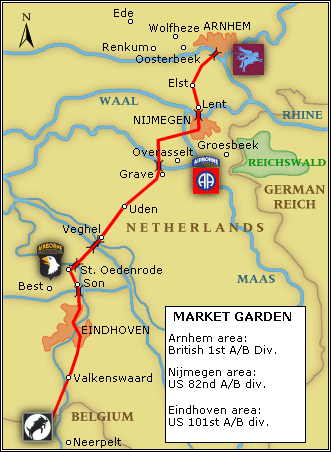 Ede
Wolfheze
ARNHEM
N
Renkum
Oosterbeek
Elst
WAAL
Lent
RHINE
NIJMEGEN
Groesbeek
Overasselt
REICHSWALD
AIRBORNE
AA
Grave
GERMAN
REICH
Uden
NETHERLANDS
Veghel
AIRBORNE
St. Oedenrode
MAAS
Best
Son
EINDHOVEN
Valkenswaard
BELGIUM
Neerpelt
MARKET GARDEN
Arnhem area:
British 1st A/B Div.
Nijmegen area:
US 82nd A/B div.
Eindhoven area:
US 101st A/B div.